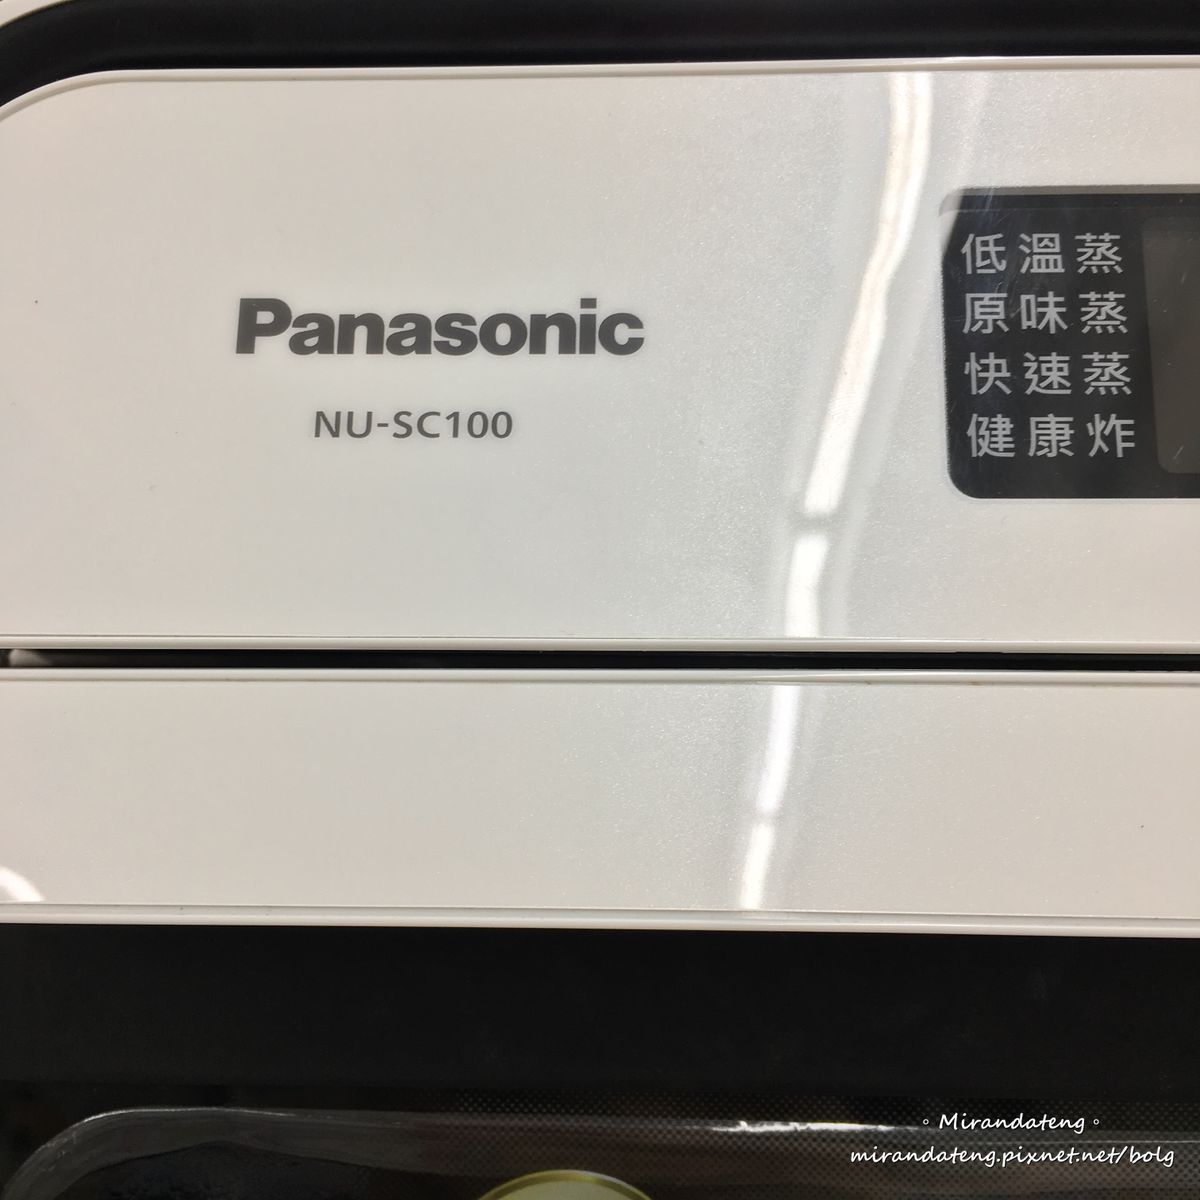 Panasonic
NU-SC100
低溫蒸
原味蒸
快速蒸
健康炸
。Mirandateng。
mirandateng.pixnet.net/bolg